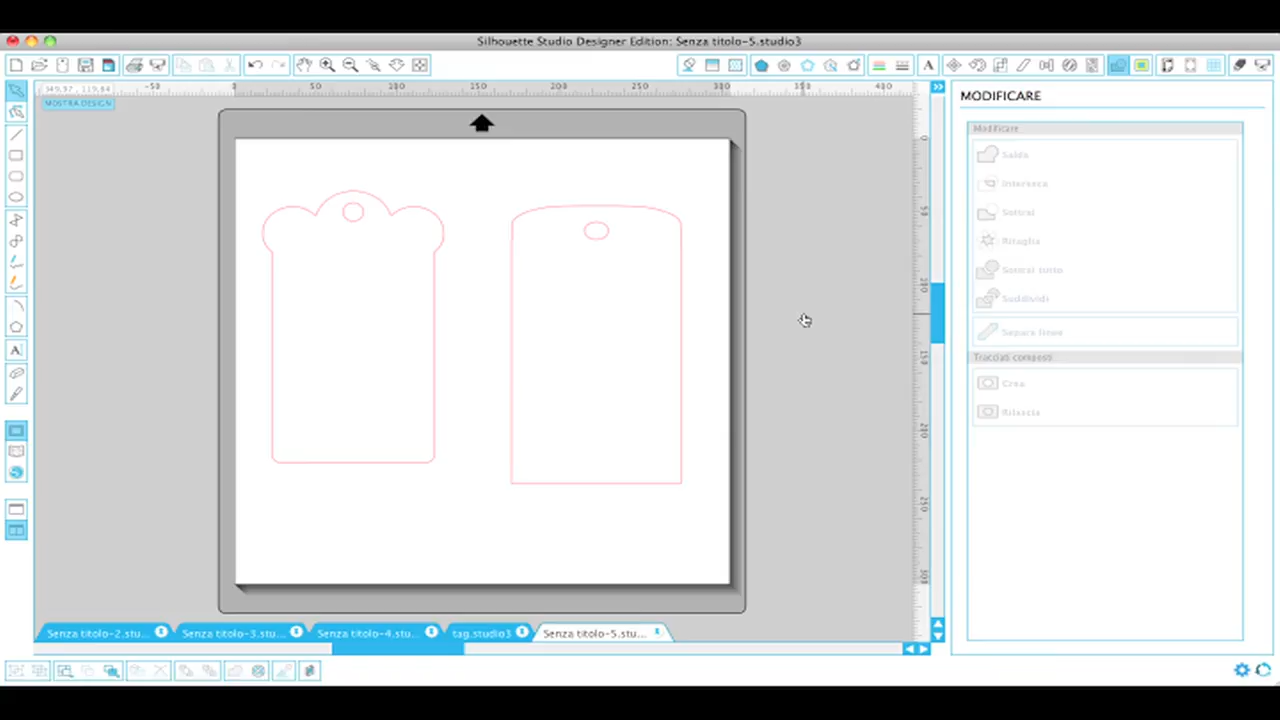 Silhouette Studio Designer Edition: Senza titolo-5.studio3
MOSTRA DESIGN
-50 0 50 100 150 200 250 300 350 400
MODIFICARE
Modificare
Salda
Interseca
Sottrai
Ritaglia
Sottrai tutto
Suddividi
Separa linee
Tracciati composti
Crea
Rilascia
Senza titolo-2.stu... Senza titolo-3.stu... Senza titolo-4.stu... tag.studio3 Senza titolo-5.stu...